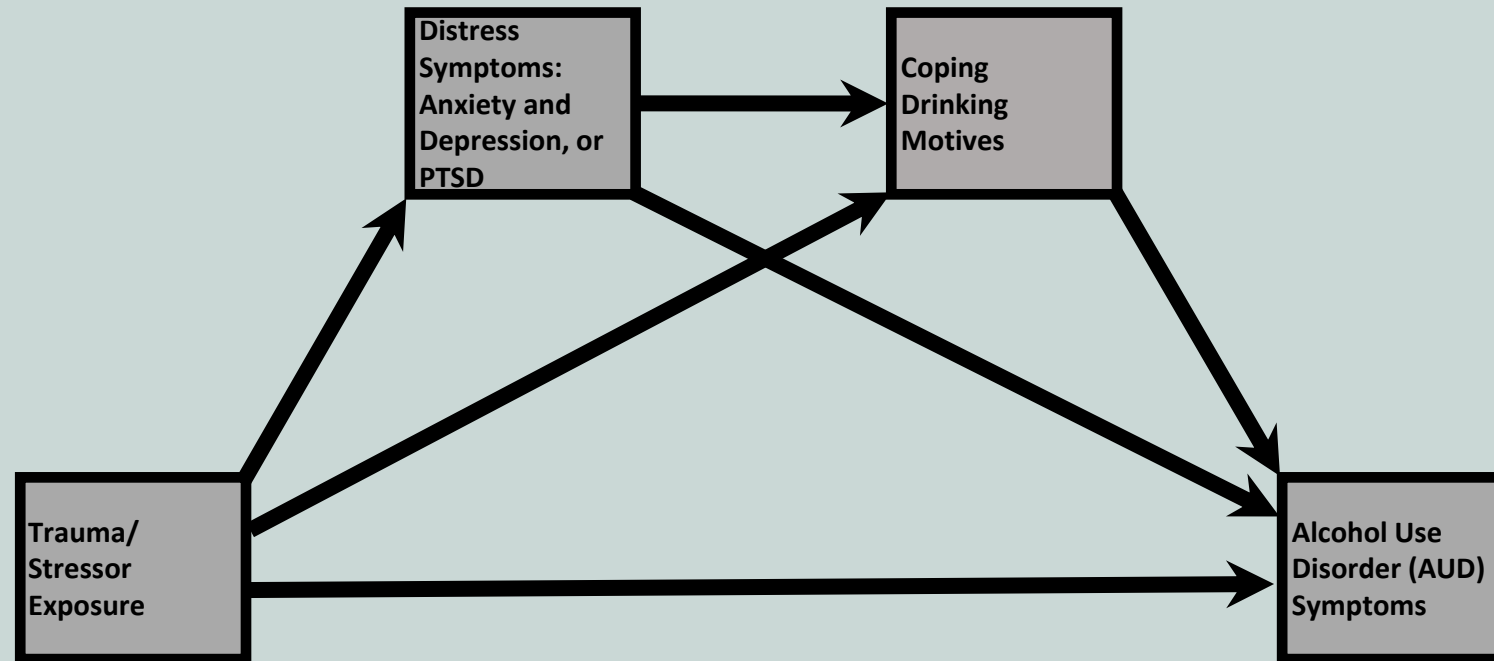 Distress
Symptoms:
Anxiety and
Depression, or
PTSD
Coping
Drinking
Motives
Trauma/
Stressor
Exposure
Alcohol Use
Disorder (AUD)
Symptoms